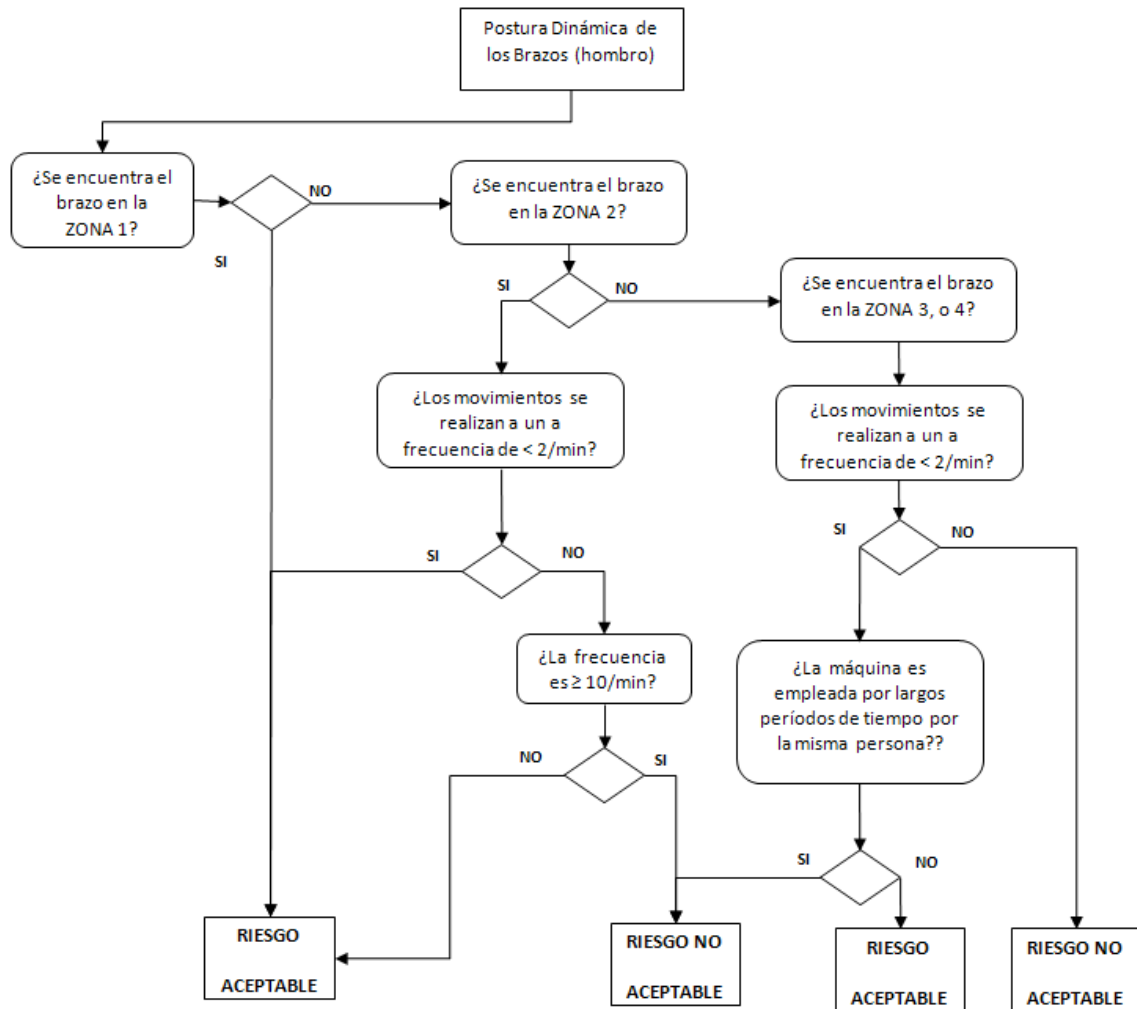 Postura Dinámica de
los Brazos (hombro)
¿Se encuentra el
brazo en la
ZONA 1?
NO
SI
¿Se encuentra el brazo
en la ZONA 2?
SI
NO
¿Se encuentra el brazo
en la ZONA 3, o 4?
¿Los movimientos se
realizan a un a
frecuencia de < 2/min?
¿Los movimientos se
realizan a un a
frecuencia de < 2/min?
SI
NO
SI
NO
¿La frecuencia
es ≥ 10/min?
¿La máquina es
empleada por largos
períodos de tiempo por
la misma persona??
NO
SI
SI
NO
RIESGO
ACEPTABLE
RIESGO NO
ACEPTABLE
RIESGO
ACEPTABLE
RIESGO NO
ACEPTABLE